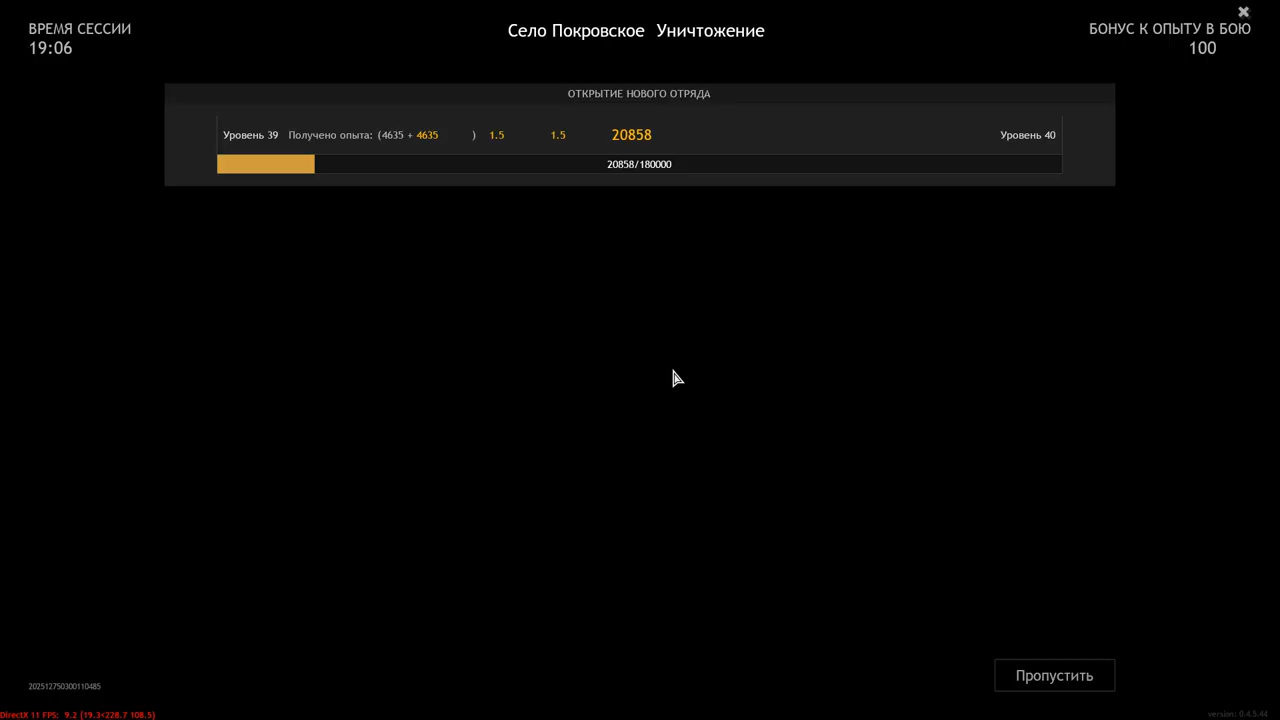 ВРЕМЯ СЕССИИ
19:06
Село Покровское Уничтожение
БОНУС К ОПЫТУ В БОЮ
100
ОТКРЫТИЕ НОВОГО ОТРЯДА
Уровень 39 Получено опыта: (4635 + 4635 ) 1.5 1.5 20858 Уровень 40
20858/180000
Пропустить
202512750300110485
DirectX 11 FPS: 9.2 (19.3<228.7 108.5)
version: 0.4.5.44